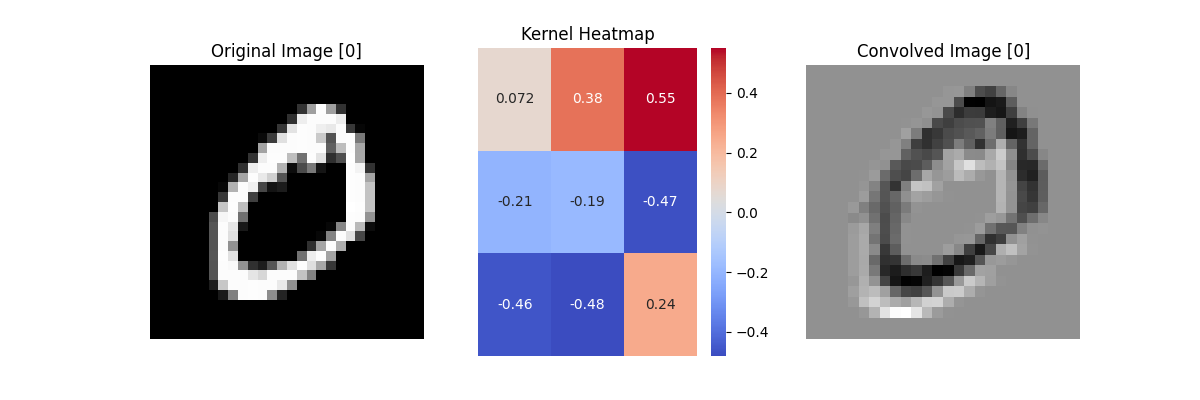 Original Image [0]
Kernel Heatmap
Convolved Image [0]
0.072 0.38 0.55
-0.21 -0.19 -0.47
-0.46 -0.48 0.24
0.4
0.2
0.0
−0.2
−0.4